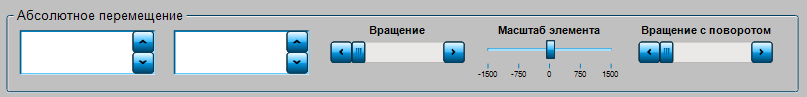 Абсолютное перемещение
Вращение
Масштаб элемента
Вращение с поворотом
-1500 -750 0 750 1500